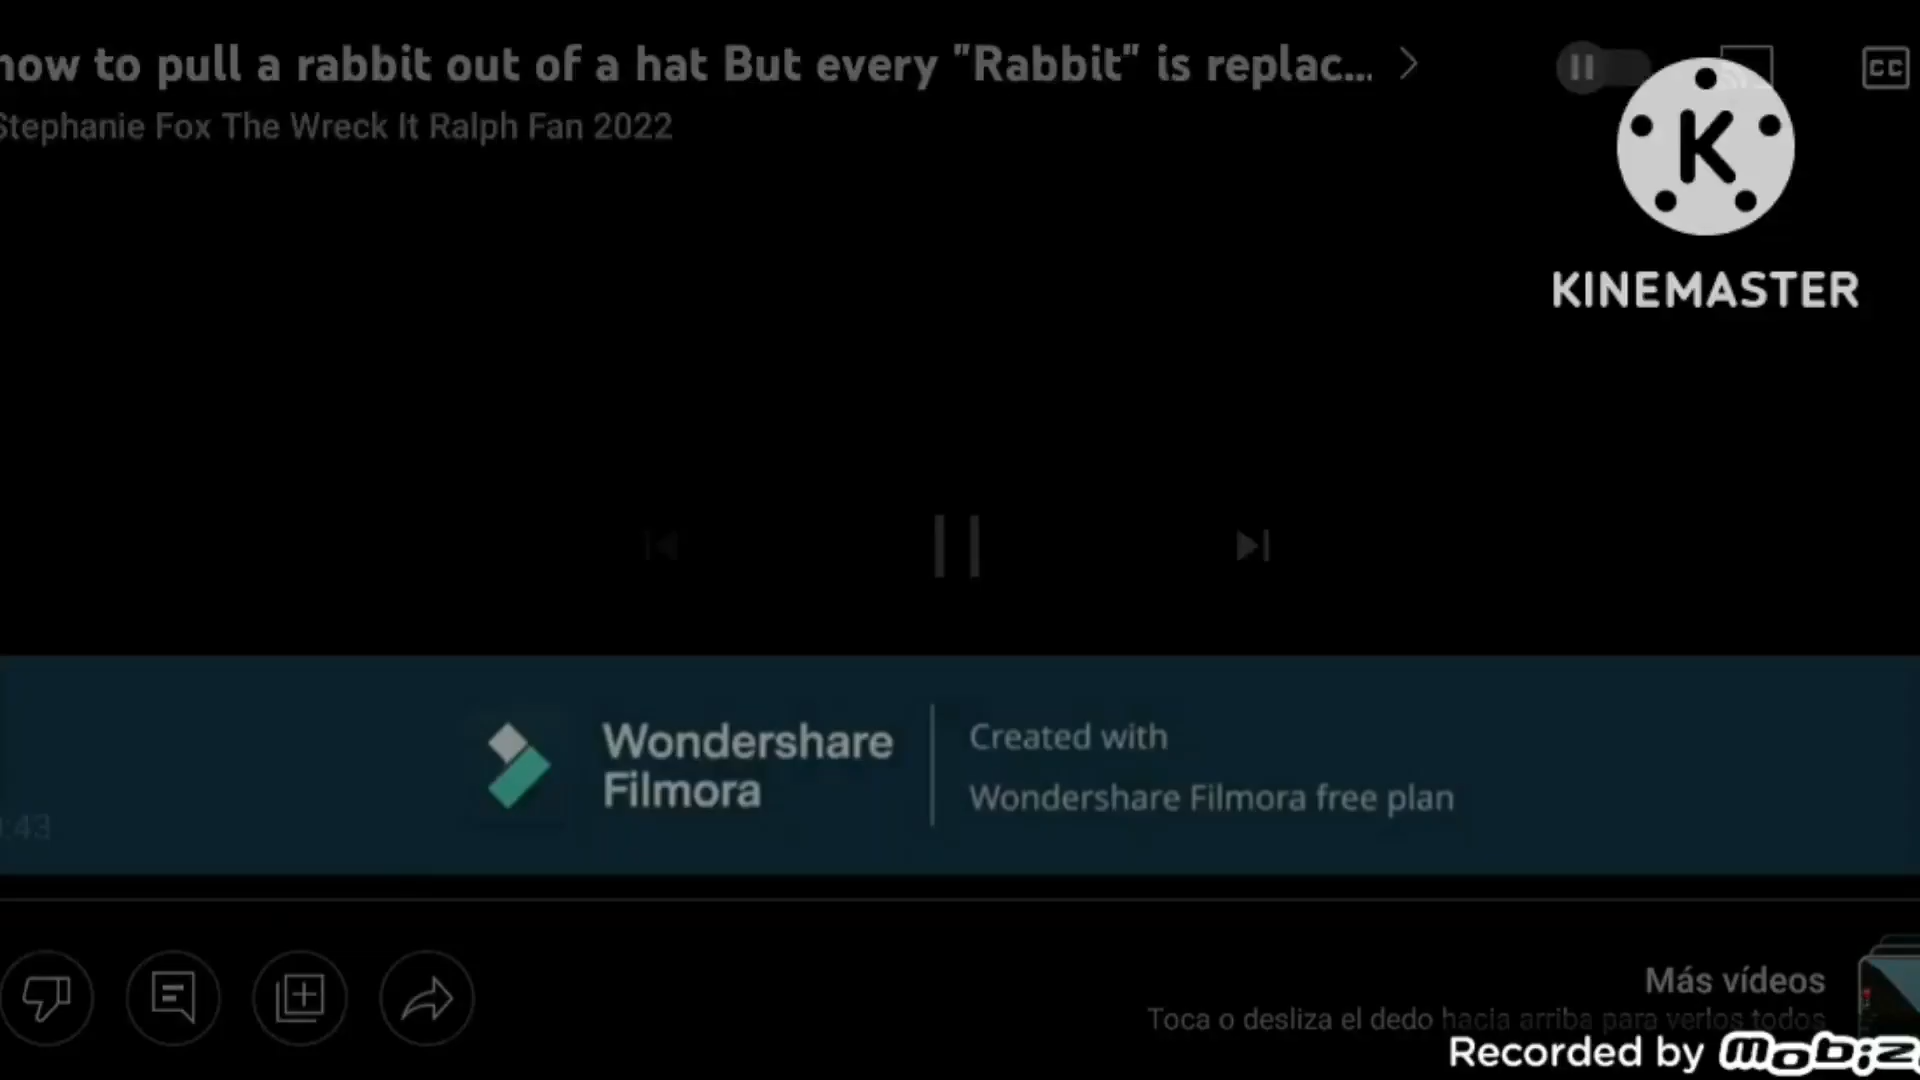 how to pull a rabbit out of a hat But every "Rabbit" is replac...
Stephanie Fox The Wreck It Ralph Fan 2022
CC
K
KINEMASTER
Wondershare
Filmora
Created with
Wondershare Filmora free plan
:43
Más vídeos
Toca o desliza el dedo hacia arriba para verlos todos
Recorded by mobiz